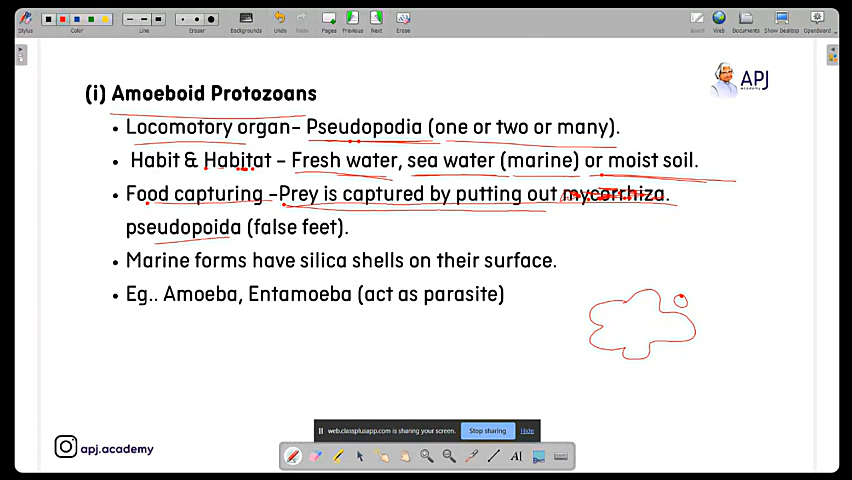 Stylus
Color
Line
Eraser
Backgrounds
Undo
Redo
Pages
Previous
Next
Erase
Board
Web
Documents
Show Desktop
OpenBoard
(i) Amoeboid Protozoans
APJ
academy
• Locomotory organ- Pseudopodia (one or two or many).
• Habit & Habitat - Fresh water, sea water (marine) or moist soil.
• Food capturing -Prey is captured by putting out mycorrhiza.
pseudopoida (false feet).
• Marine forms have silica shells on their surface.
• Eg.. Amoeba, Entamoeba (act as parasite)
web.classplusapp.com is sharing your screen.
Stop sharing
Hide
apj.academy